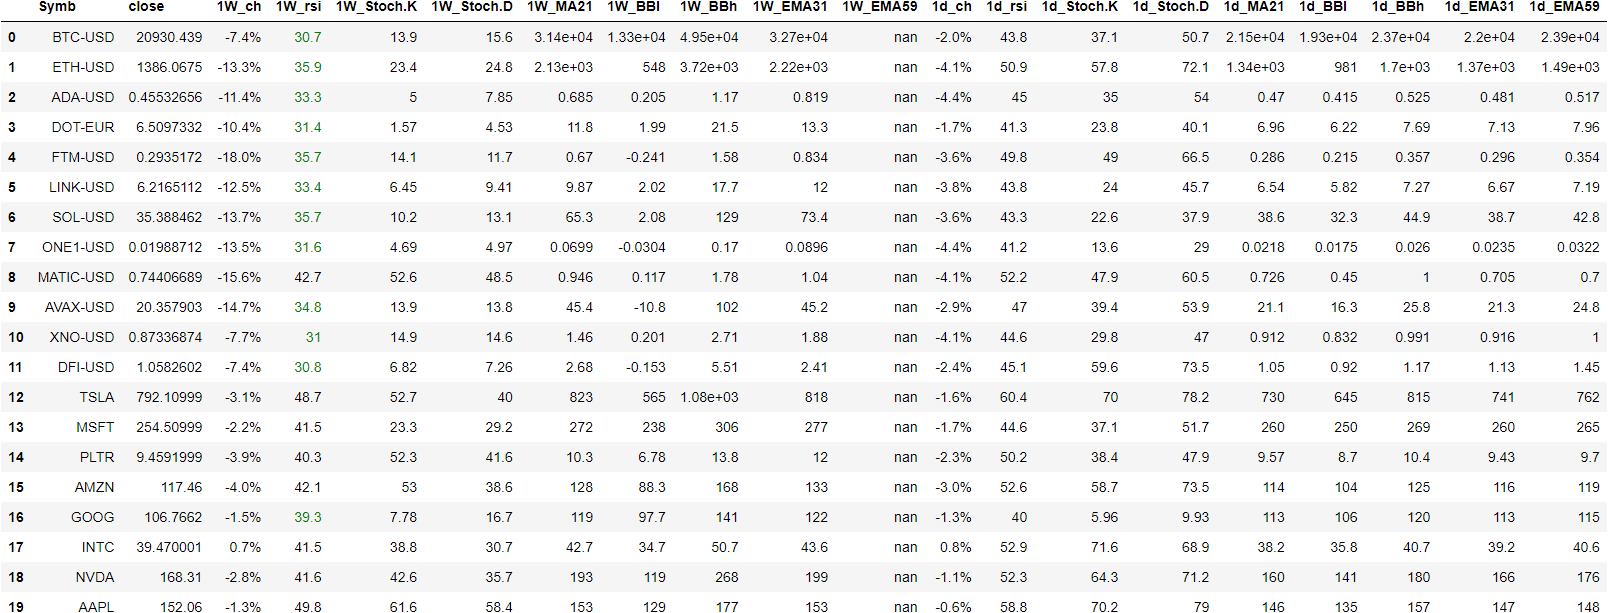 Symb close 1W_ch 1W_rsi 1W_Stoch.K 1W_Stoch.D 1W_MA21 1W_BBl 1W_BBh 1W_EMA31 1W_EMA59 1d_ch 1d_rsi 1d_Stoch.K 1d_Stoch.D 1d_MA21 1d_BBl 1d_BBh 1d_EMA31 1d_EMA59
0 BTC-USD 20930.439 -7.4% 30.7 13.9 15.6 3.14e+04 1.33e+04 4.95e+04 3.27e+04 nan -2.0% 43.8 37.1 50.7 2.15e+04 1.93e+04 2.37e+04 2.2e+04 2.39e+04
1 ETH-USD 1386.0675 -13.3% 35.9 23.4 24.8 2.13e+03 548 3.72e+03 2.22e+03 nan -4.1% 50.9 57.8 72.1 1.34e+03 981 1.7e+03 1.37e+03 1.49e+03
2 ADA-USD 0.45532656 -11.4% 33.3 5 7.85 0.685 0.205 1.17 0.819 nan -4.4% 45 35 54 0.47 0.415 0.525 0.481 0.517
3 DOT-EUR 6.5097332 -10.4% 31.4 1.57 4.53 11.8 1.99 21.5 13.3 nan -1.7% 41.3 23.8 40.1 6.96 6.22 7.69 7.13 7.96
4 FTM-USD 0.2935172 -18.0% 35.7 14.1 11.7 0.67 -0.241 1.58 0.834 nan -3.6% 49.8 49 66.5 0.286 0.215 0.357 0.296 0.354
5 LINK-USD 6.2165112 -12.5% 33.4 6.45 9.41 9.87 2.02 17.7 12 nan -3.8% 43.8 24 45.7 6.54 5.82 7.27 6.67 7.19
6 SOL-USD 35.388462 -13.7% 35.7 10.2 13.1 65.3 2.08 129 73.4 nan -3.6% 43.3 22.6 37.9 38.6 32.3 44.9 38.7 42.8
7 ONE1-USD 0.01988712 -13.5% 31.6 4.69 4.97 0.0699 -0.0304 0.17 0.0896 nan -4.4% 41.2 13.6 29 0.0218 0.0175 0.026 0.0235 0.0322
8 MATIC-USD 0.74406689 -15.6% 42.7 52.6 48.5 0.946 0.117 1.78 1.04 nan -4.1% 52.2 47.9 60.5 0.726 0.45 1 0.705 0.7
9 AVAX-USD 20.357903 -14.7% 34.8 13.9 13.8 45.4 -10.8 102 45.2 nan -2.9% 47 39.4 53.9 21.1 16.3 25.8 21.3 24.8
10 XNO-USD 0.87336874 -7.7% 31 14.9 14.6 1.46 0.201 2.71 1.88 nan -4.1% 44.6 29.8 47 0.912 0.832 0.991 0.916 1
11 DFI-USD 1.0582602 -7.4% 30.8 6.82 7.26 2.68 -0.153 5.51 2.41 nan -2.4% 45.1 59.6 73.5 1.05 0.92 1.17 1.13 1.45
12 TSLA 792.10999 -3.1% 48.7 52.7 40 823 565 1.08e+03 818 nan -1.6% 60.4 70 78.2 730 645 815 741 762
13 MSFT 254.50999 -2.2% 41.5 23.3 29.2 272 238 306 277 nan -1.7% 44.6 37.1 51.7 260 250 269 260 265
14 PLTR 9.4591999 -3.9% 40.3 52.3 41.6 10.3 6.78 13.8 12 nan -2.3% 50.2 38.4 47.9 9.57 8.7 10.4 9.43 9.7
15 AMZN 117.46 -4.0% 42.1 53 38.6 128 88.3 168 133 nan -3.0% 52.6 58.7 73.5 114 104 125 116 119
16 GOOG 106.7662 -1.5% 39.3 7.78 16.7 119 97.7 141 122 nan -1.3% 40 5.96 9.93 113 106 120 113 115
17 INTC 39.470001 0.7% 41.5 38.8 30.7 42.7 34.7 50.7 43.6 nan 0.8% 52.9 71.6 68.9 38.2 35.8 40.7 39.2 40.6
18 NVDA 168.31 -2.8% 41.6 42.6 35.7 193 119 268 199 nan -1.1% 52.3 64.3 71.2 160 141 180 166 176
19 AAPL 152.06 -1.3% 49.8 61.6 58.4 153 129 177 153 nan -0.6% 58.8 70.2 79 146 135 157 147 148